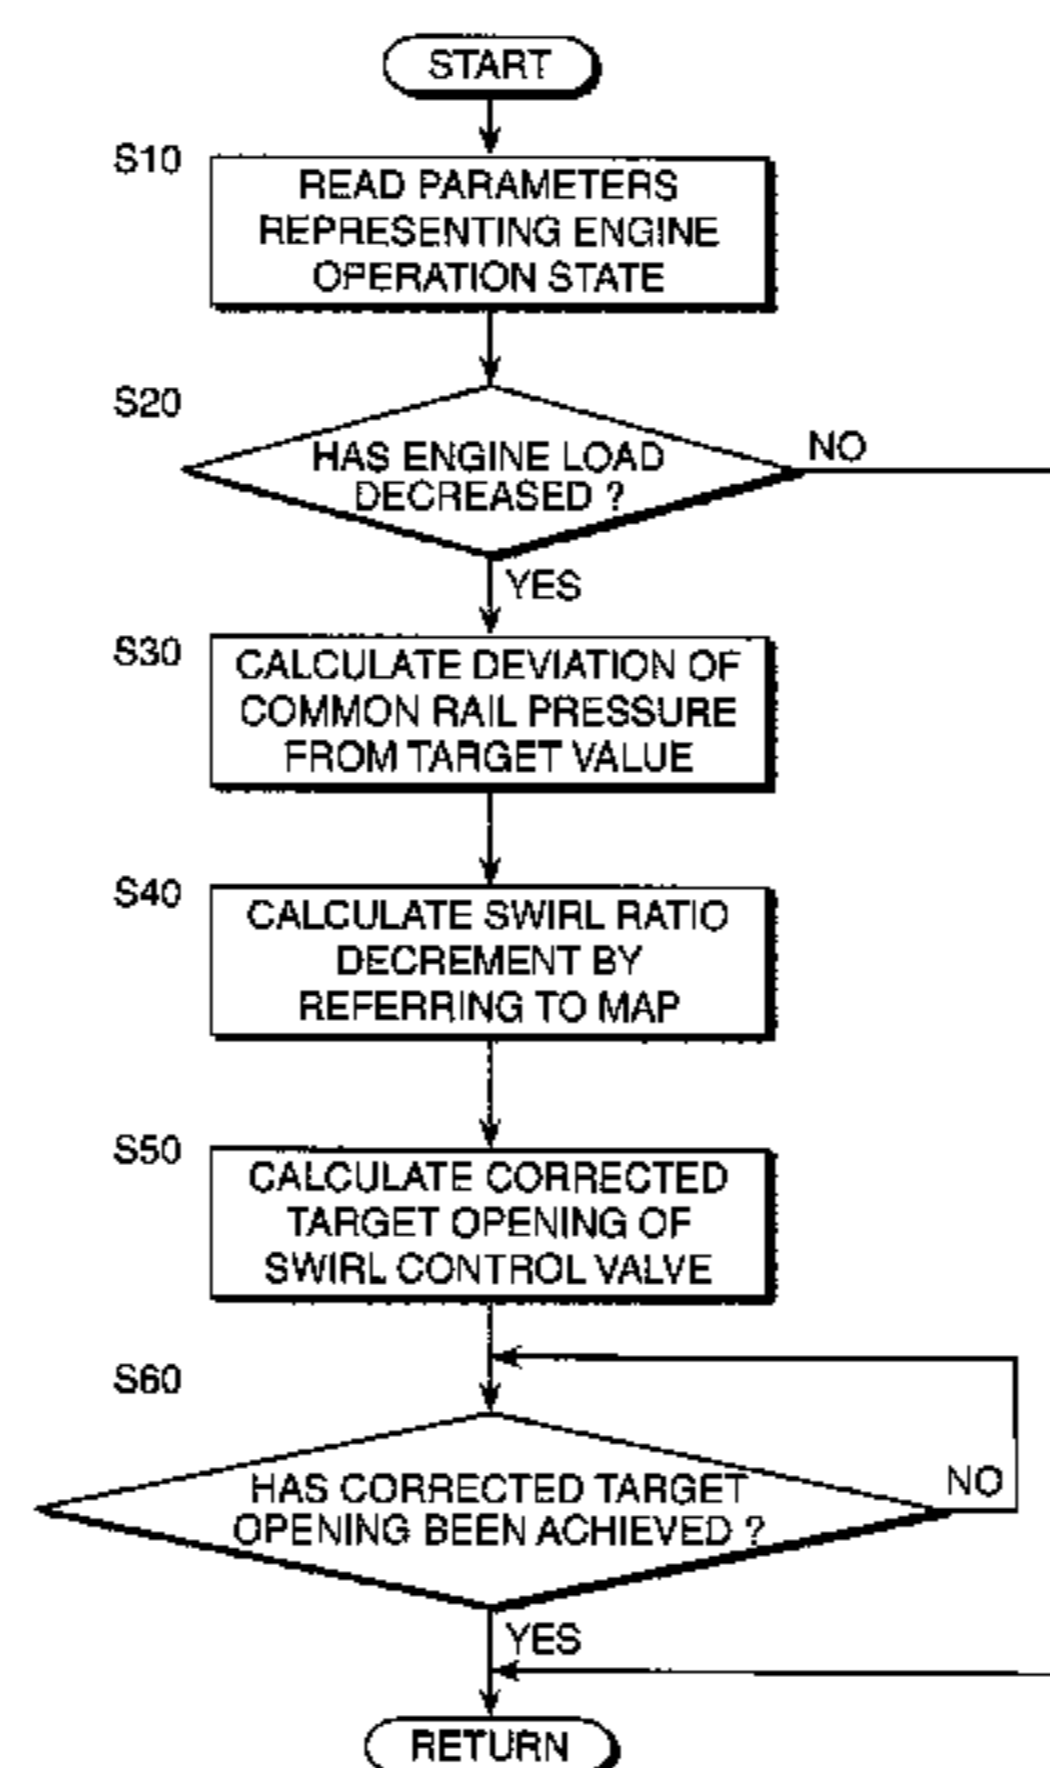 START
S10
READ PARAMETERS
REPRESENTING ENGINE
OPERATION STATE
S20
HAS ENGINE LOAD
DECREASED ?
NO
YES
S30
CALCULATE DEVIATION OF
COMMON RAIL PRESSURE
FROM TARGET VALUE
S40
CALCULATE SWIRL RATIO
DECREMENT BY
REFERRING TO MAP
S50
CALCULATE CORRECTED
TARGET OPENING OF
SWIRL CONTROL VALVE
S60
HAS CORRECTED TARGET
OPENING BEEN ACHIEVED ?
NO
YES
RETURN